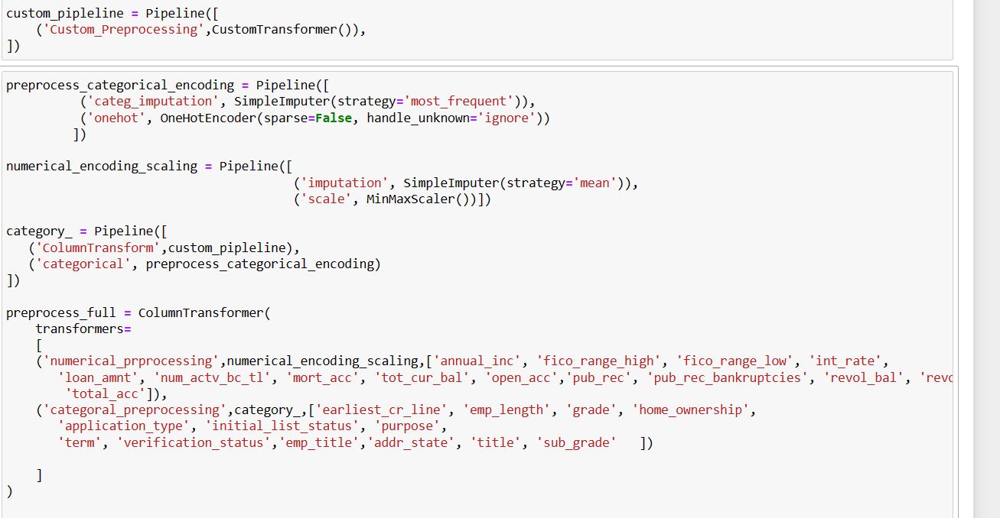 custom_pipleline = Pipeline([
    ('Custom_Preprocessing',CustomTransformer()),
])
preprocess_categorical_encoding = Pipeline([
          ('categ_imputation', SimpleImputer(strategy='most_frequent')),
          ('onehot', OneHotEncoder(sparse=False, handle_unknown='ignore'))
         ])
numerical_encoding_scaling = Pipeline([
                                       ('imputation', SimpleImputer(strategy='mean')),
                                       ('scale', MinMaxScaler())])
category_ = Pipeline([
   ('ColumnTransform',custom_pipleline),
   ('categorical', preprocess_categorical_encoding)
])
preprocess_full = ColumnTransformer(
    transformers=
    [
    ('numerical_prprocessing',numerical_encoding_scaling,['annual_inc', 'fico_range_high', 'fico_range_low', 'int_rate',
       'loan_amnt', 'num_actv_bc_tl', 'mort_acc', 'tot_cur_bal', 'open_acc','pub_rec', 'pub_rec_bankruptcies', 'revol_bal',
        'total_acc']),
    ('categoral_preprocessing',category_,['earliest_cr_line', 'emp_length', 'grade', 'home_ownership',
       'application_type', 'initial_list_status', 'purpose',
       'term', 'verification_status','emp_title','addr_state', 'title', 'sub_grade'   ])
    ]
)